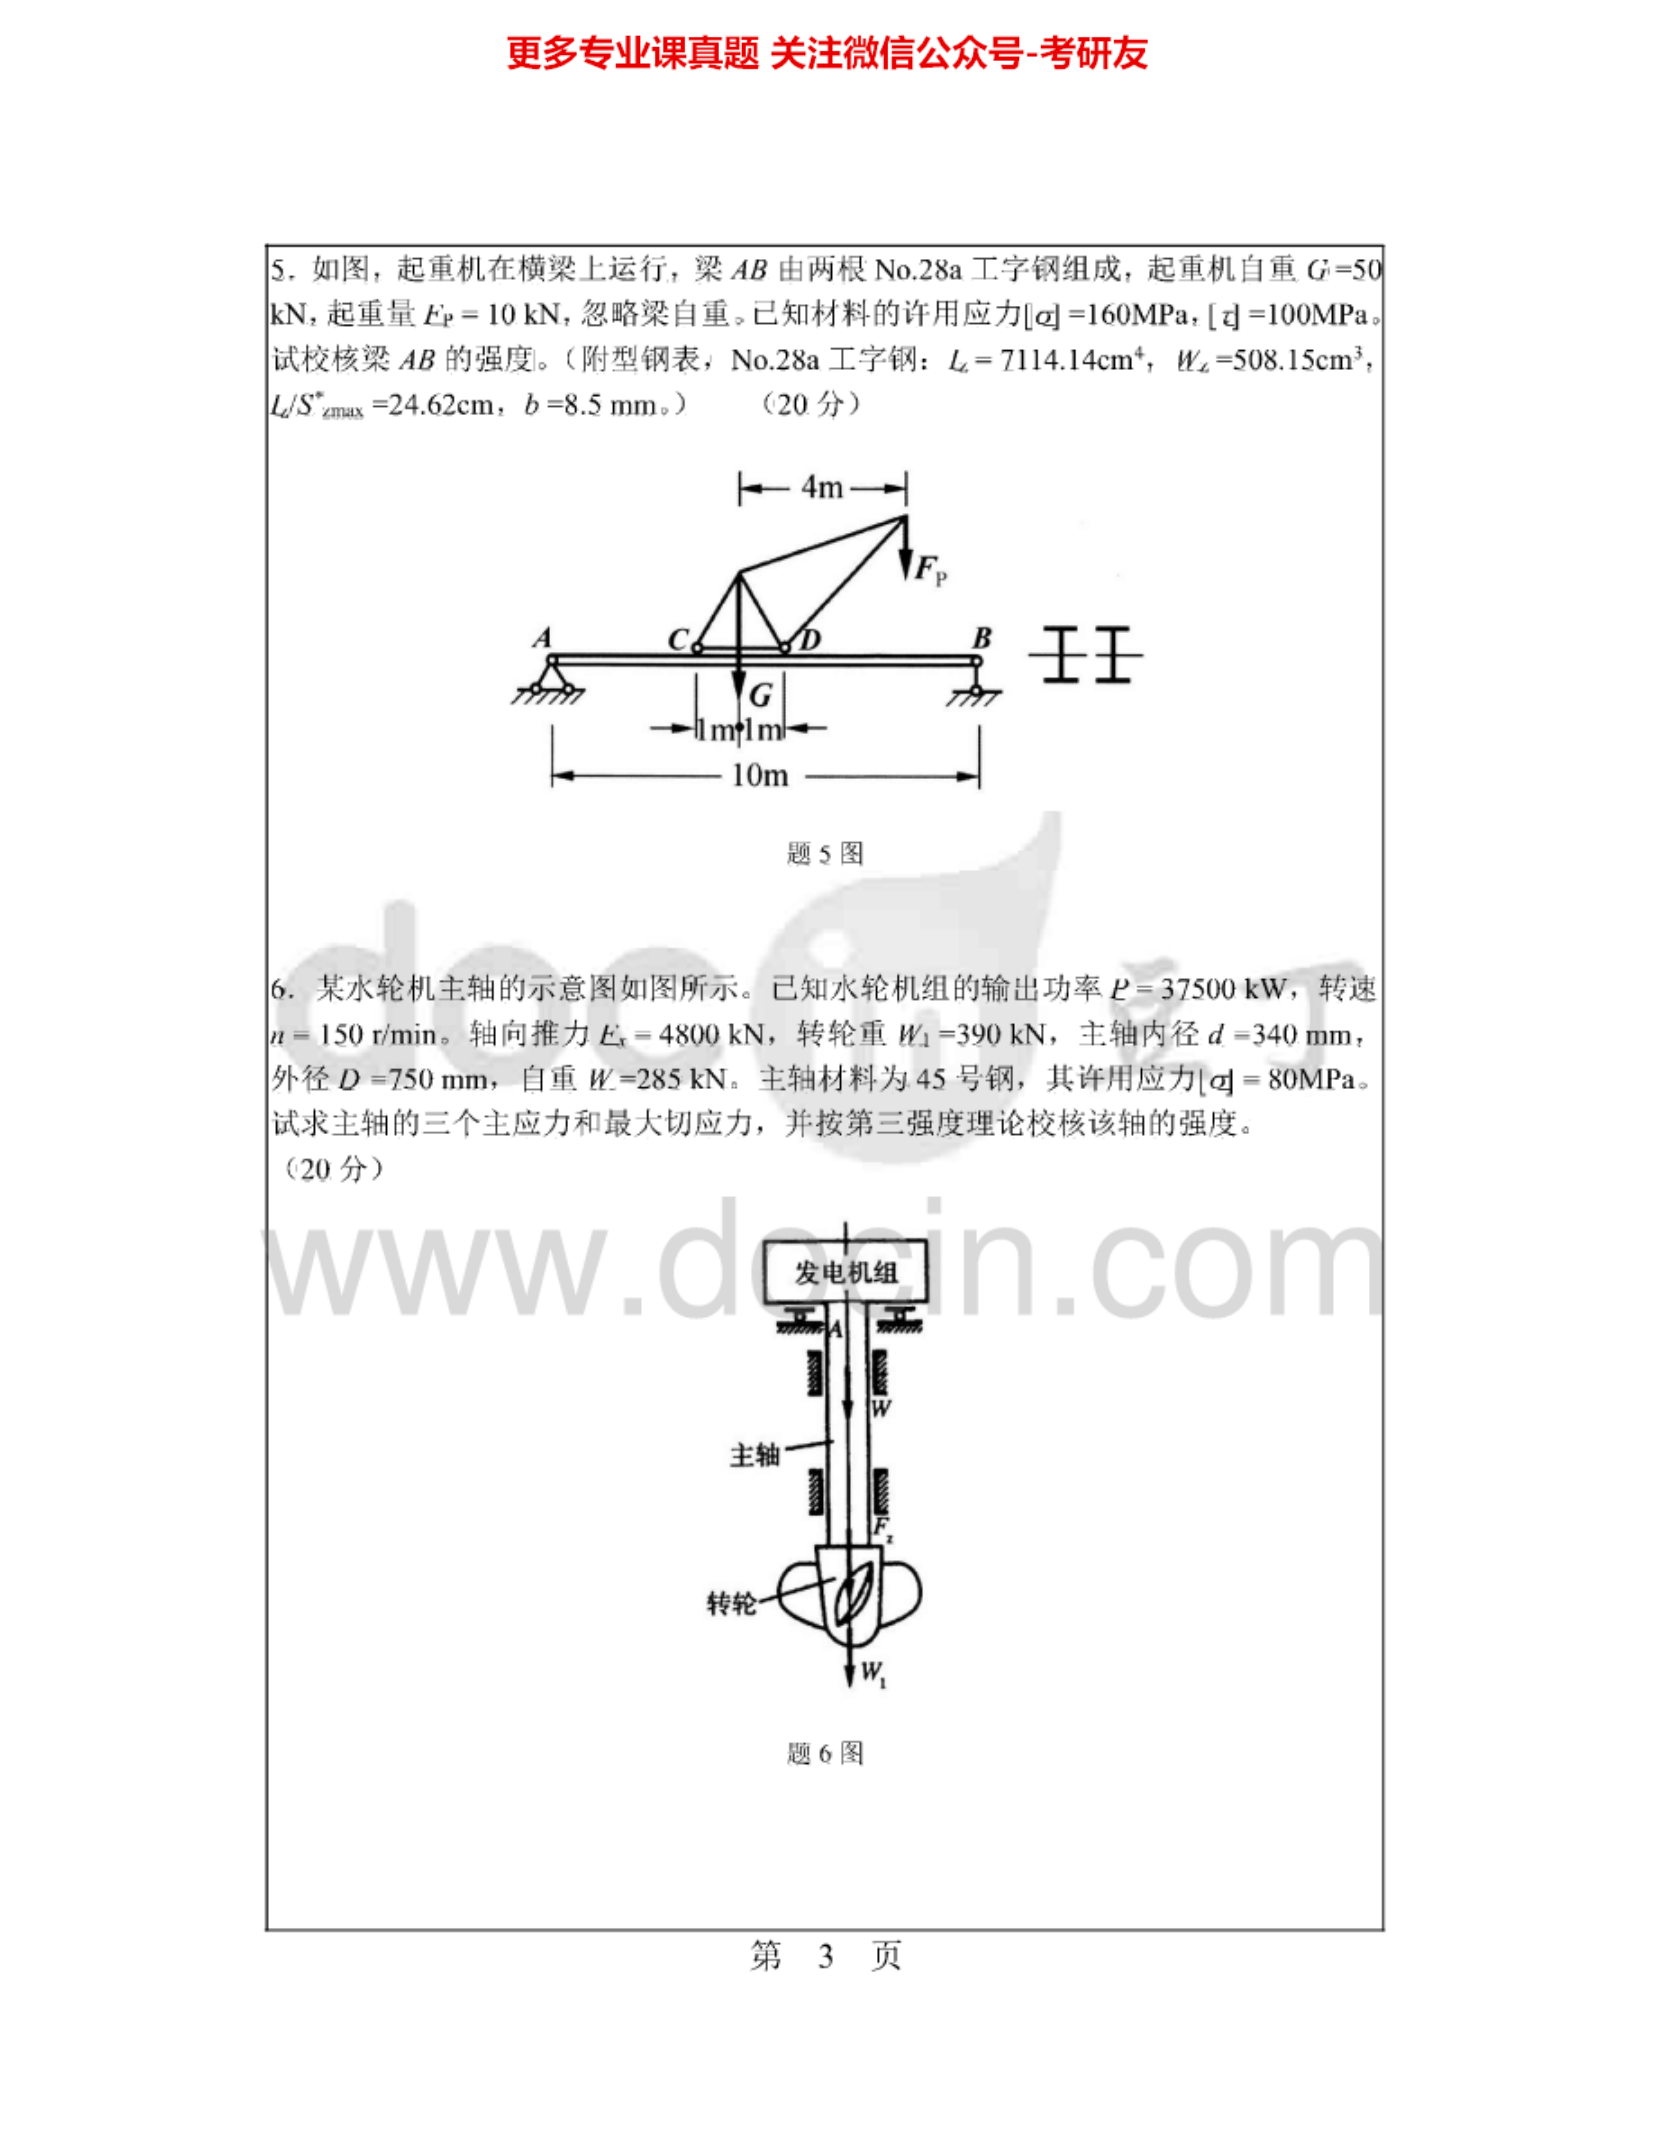 更多专业课真题 关注微信公众号-考研友
5. 如图，起重机在横梁上运行，梁 AB 由两根 No.28a 工字钢组成，起重机自重 G=50
kN，起重量 FP = 10 kN，忽略梁自重。已知材料的许用应力[σ] =160MPa，[τ] =100MPa。
试校核梁 AB 的强度。（附型钢表，No.28a 工字钢：Iz = 7114.14cm⁴， Wz =508.15cm³，
Iz/S*zmax =24.62cm，b =8.5 mm。） （20 分）
4m
FP
A C D B
G
1m 1m
10m
题 5 图
docin 豆丁
6. 某水轮机主轴的示意图如图所示。已知水轮机组的输出功率 P = 37500 kW，转速
n = 150 r/min。轴向推力 Fx = 4800 kN，转轮重 W1 =390 kN，主轴内径 d =340 mm，
外径 D =750 mm，自重 W =285 kN。主轴材料为 45 号钢，其许用应力[σ] = 80MPa。
试求主轴的三个主应力和最大切应力，并按第三强度理论校核该轴的强度。
（20 分）
www.docin.com
发电机组
A
W
主轴
Fz
转轮
W1
题 6 图
第 3 页